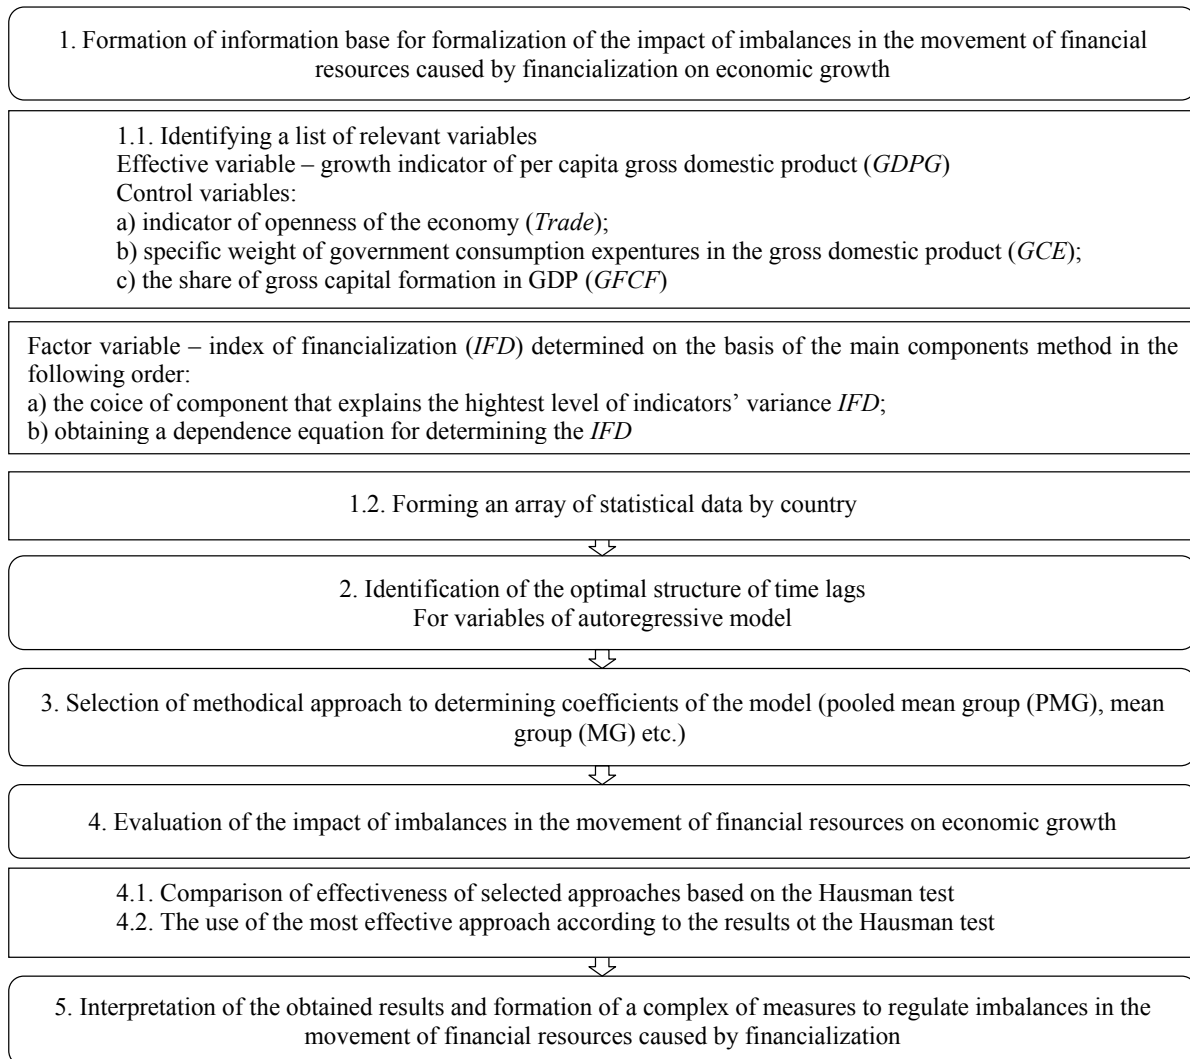 1. Formation of information base for formalization of the impact of imbalances in the movement of financial
resources caused by financialization on economic growth
1.1. Identifying a list of relevant variables
Effective variable – growth indicator of per capita gross domestic product (GDPG)
Control variables:
a) indicator of openness of the economy (Trade);
b) specific weight of government consumption expentures in the gross domestic product (GCE);
c) the share of gross capital formation in GDP (GFCF)
Factor variable – index of financialization (IFD) determined on the basis of the main components method in the
following order:
a) the coice of component that explains the highest level of indicators’ variance IFD;
b) obtaining a dependence equation for determining the IFD
1.2. Forming an array of statistical data by country
2. Identification of the optimal structure of time lags
For variables of autoregressive model
3. Selection of methodical approach to determining coefficients of the model (pooled mean group (PMG), mean
group (MG) etc.)
4. Evaluation of the impact of imbalances in the movement of financial resources on economic growth
4.1. Comparison of effectiveness of selected approaches based on the Hausman test
4.2. The use of the most effective approach according to the results ot the Hausman test
5. Interpretation of the obtained results and formation of a complex of measures to regulate imbalances in the
movement of financial resources caused by financialization